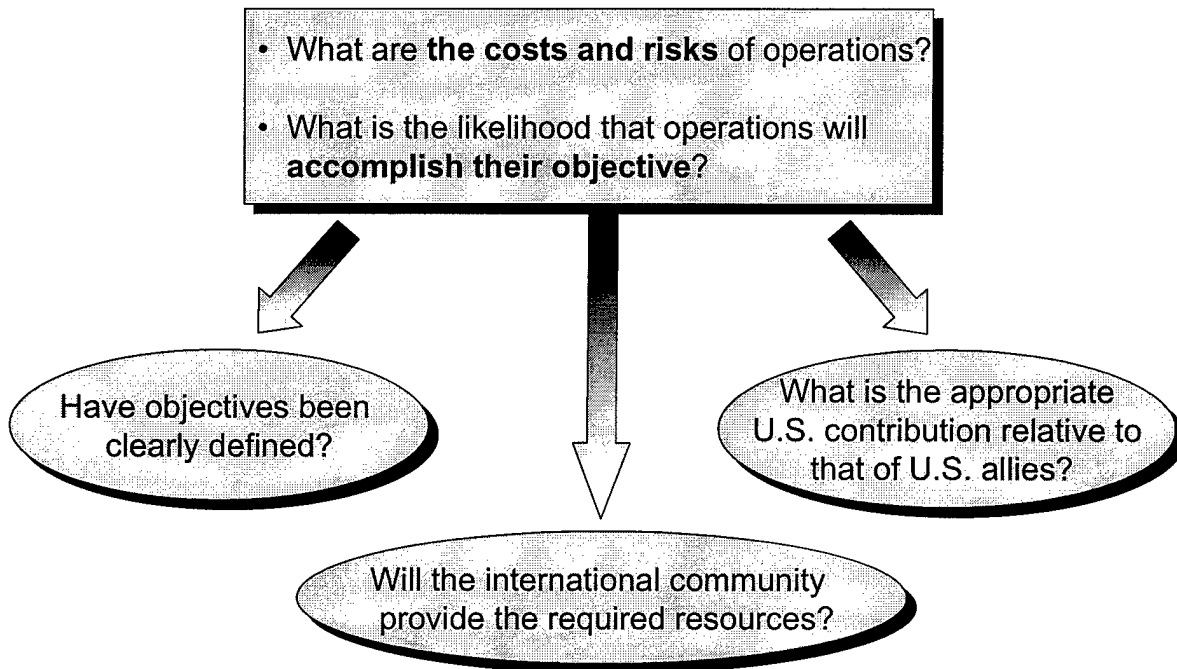 • What are the costs and risks of operations?
• What is the likelihood that operations will
accomplish their objective?
Have objectives been
clearly defined?
What is the appropriate
U.S. contribution relative to
that of U.S. allies?
Will the international community
provide the required resources?